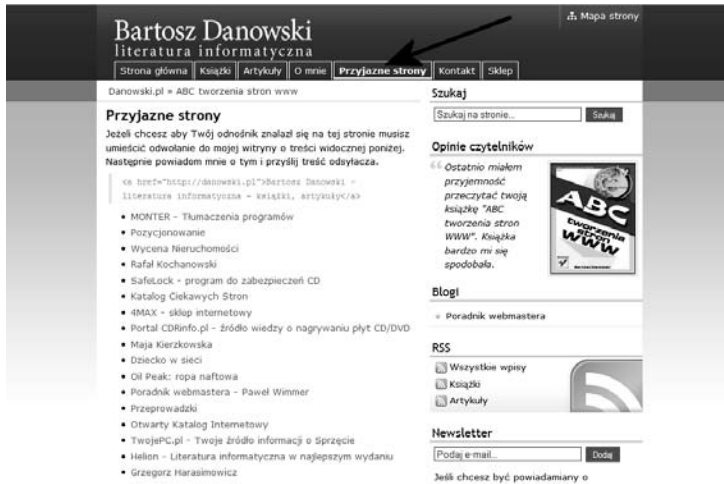 Mapa strony
Bartosz Danowski
literatura informatyczna
Strona główna
Książki
Artykuły
O mnie
Przyjazne strony
Kontakt
Sklep
Danowski.pl » ABC tworzenia stron www
Przyjazne strony
Jeżeli chcesz aby Twój odnośnik znalazł się na tej stronie musisz
umieścić odwołanie do mojej witryny o treści widocznej poniżej.
Następnie powiadom mnie o tym i przyślij treść odsyłacza.
<a href="http://danowski.pl">Bartosz Danowski -
literatura informatyczna - książki, artykuły</a>
MONTER - Tłumaczenia programów
Pozycjonowanie
Wycena Nieruchomości
Rafał Kochanowski
SafeLock - program do zabezpieczeń CD
Katalog Ciekawych Stron
4MAX - sklep internetowy
Portal CDRinfo.pl - źródło wiedzy o nagrywaniu płyt CD/DVD
Maja Kierzkowska
Dziecko w sieci
Oil Peak: ropa naftowa
Poradnik webmastera - Paweł Wimmer
Przeprowadzki
Otwarty Katalog Internetowy
TwojePC.pl - Twoje źródło informacji o Sprzęcie
Helion - Literatura informatyczna w najlepszym wydaniu
Grzegorz Harasimowicz
Szukaj
Szukaj na stronie...
Szukaj
Opinie czytelników
Ostatnio miałem
przyjemność
przeczytać twoją
książkę "ABC
tworzenia stron
WWW". Książka
bardzo mi się
spodobała.
ABC
tworzenia
stron
WWW
Bartosz Danowski
Blogi
Poradnik webmastera
RSS
Wszystkie wpisy
Książki
Artykuły
Newsletter
Podaj e-mail...
Dodaj
Jeśli chcesz być powiadamiany o